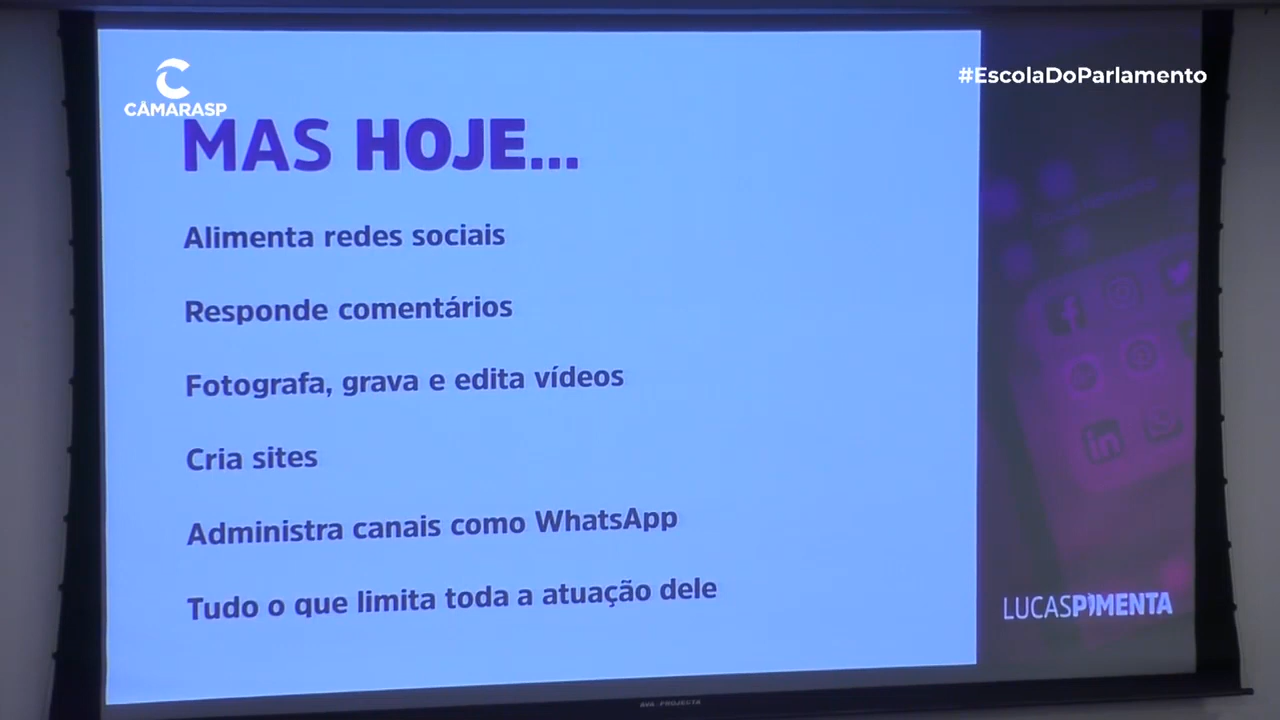 CÂMARASP
#EscolaDoParlamento
MAS HOJE...
Alimenta redes sociais
Responde comentários
Fotografa, grava e edita vídeos
Cria sites
Administra canais como WhatsApp
Tudo o que limita toda a atuação dele
LUCASPIMENTA